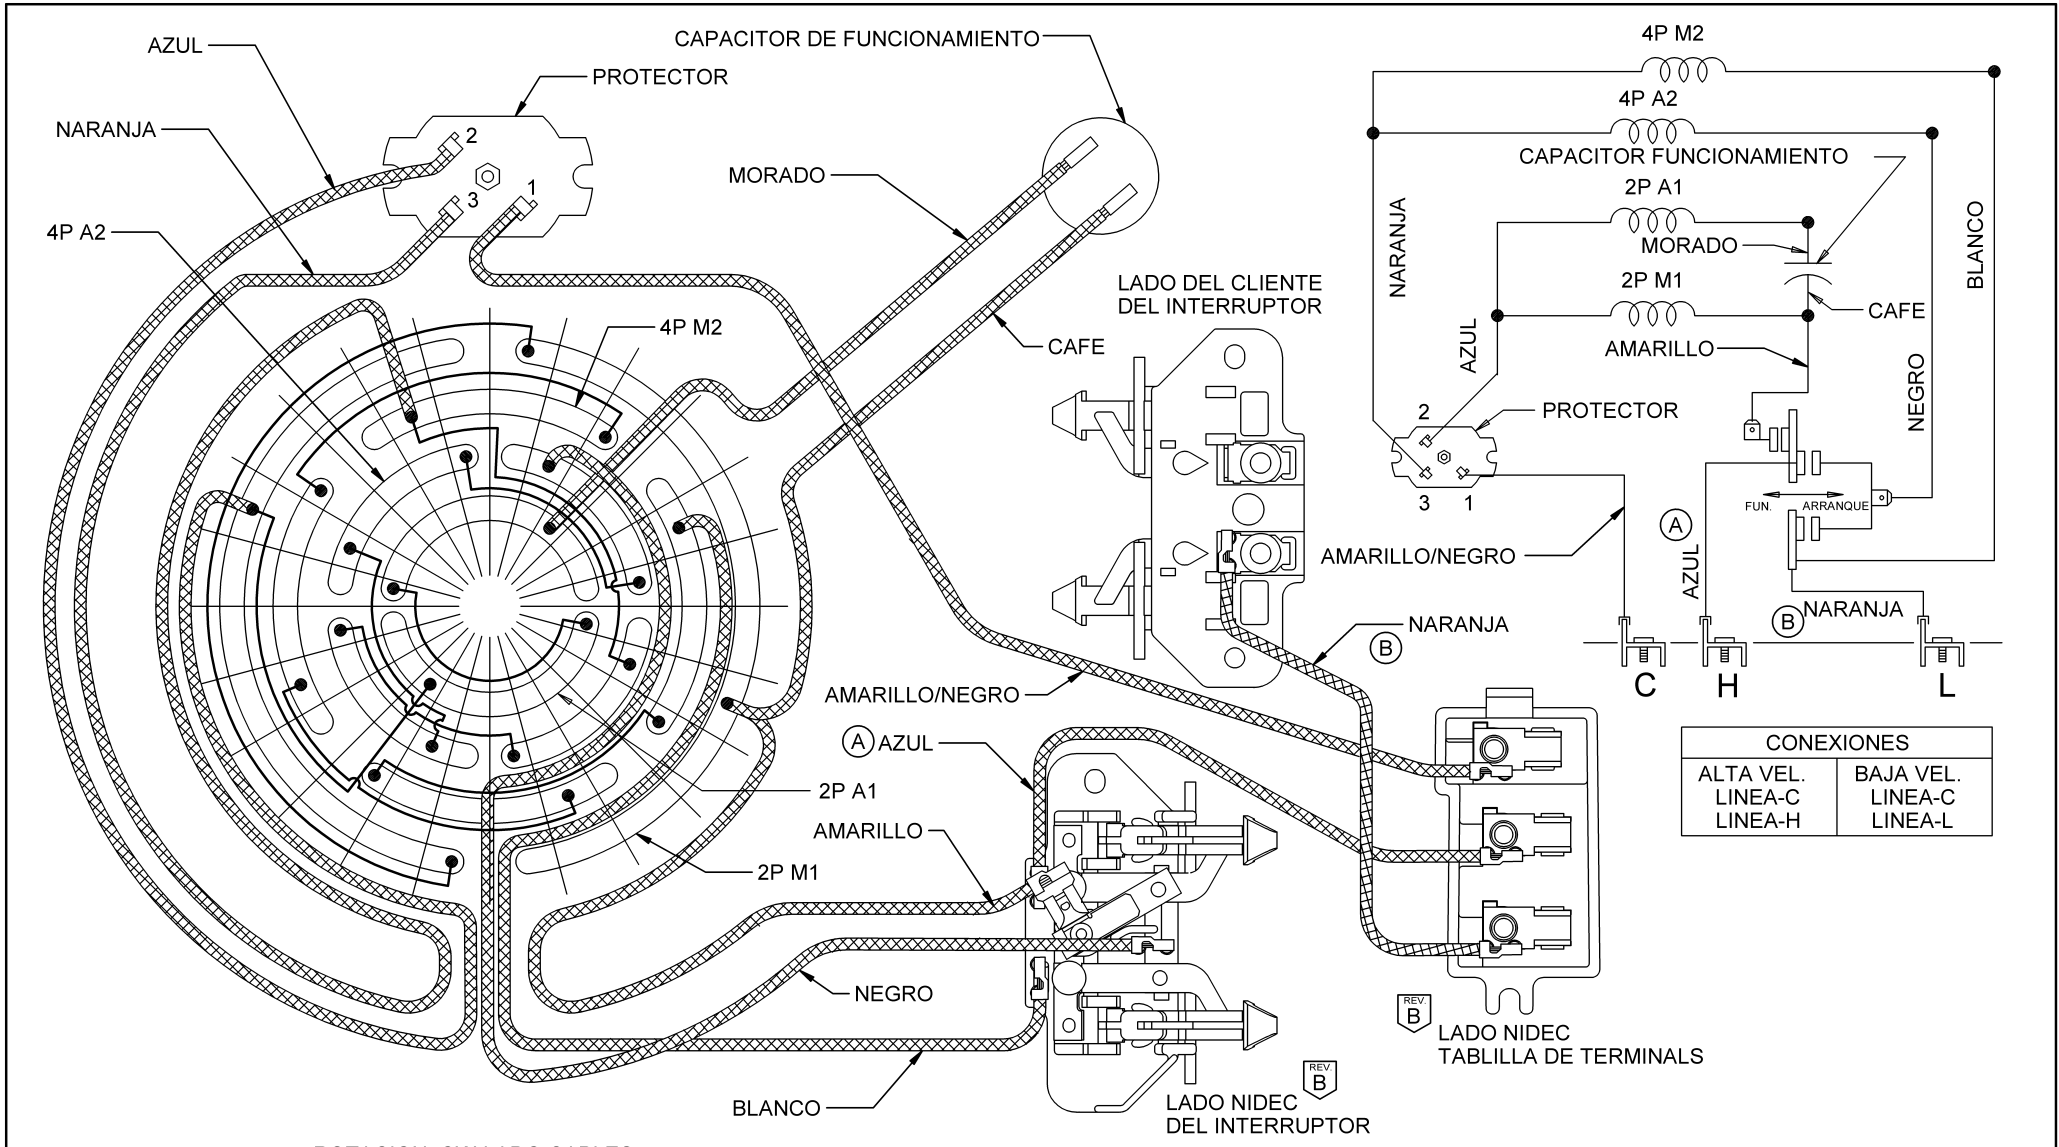 AZUL
CAPACITOR DE FUNCIONAMIENTO
PROTECTOR
NARANJA
2
3
1
MORADO
4P A2
4P M2
CAFE
LADO DEL CLIENTE
DEL INTERRUPTOR
4P M2
4P A2
CAPACITOR FUNCIONAMIENTO
2P A1
MORADO
2P M1
CAFE
AMARILLO
NARANJA
AZUL
BLANCO
NEGRO
PROTECTOR
2
3
1
FUN.
ARRANQUE
A
AZUL
AMARILLO/NEGRO
B
NARANJA
C
H
L
NARANJA
B
AMARILLO/NEGRO
A AZUL
2P A1
AMARILLO
2P M1
NEGRO
BLANCO
CONEXIONES
ALTA VEL.
LINEA-C
LINEA-H
BAJA VEL.
LINEA-C
LINEA-L
REV.
B
LADO NIDEC
TABLILLA DE TERMINALS
REV.
B
LADO NIDEC
DEL INTERRUPTOR